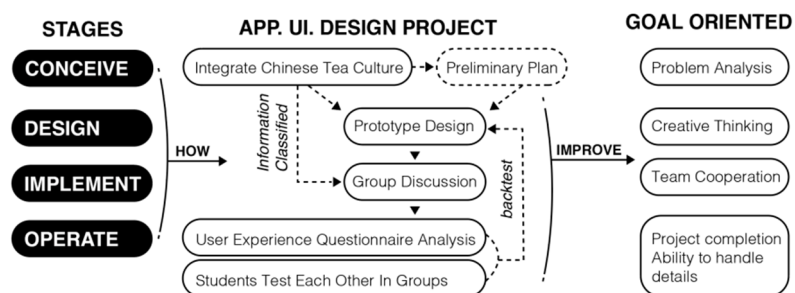 STAGES
CONCEIVE
DESIGN
IMPLEMENT
OPERATE
HOW
APP. UI. DESIGN PROJECT
Integrate Chinese Tea Culture
Preliminary Plan
Information
Classified
Prototype Design
Group Discussion
backtest
User Experience Questionnaire Analysis
Students Test Each Other In Groups
IMPROVE
GOAL ORIENTED
Problem Analysis
Creative Thinking
Team Cooperation
Project completion
Ability to handle
details